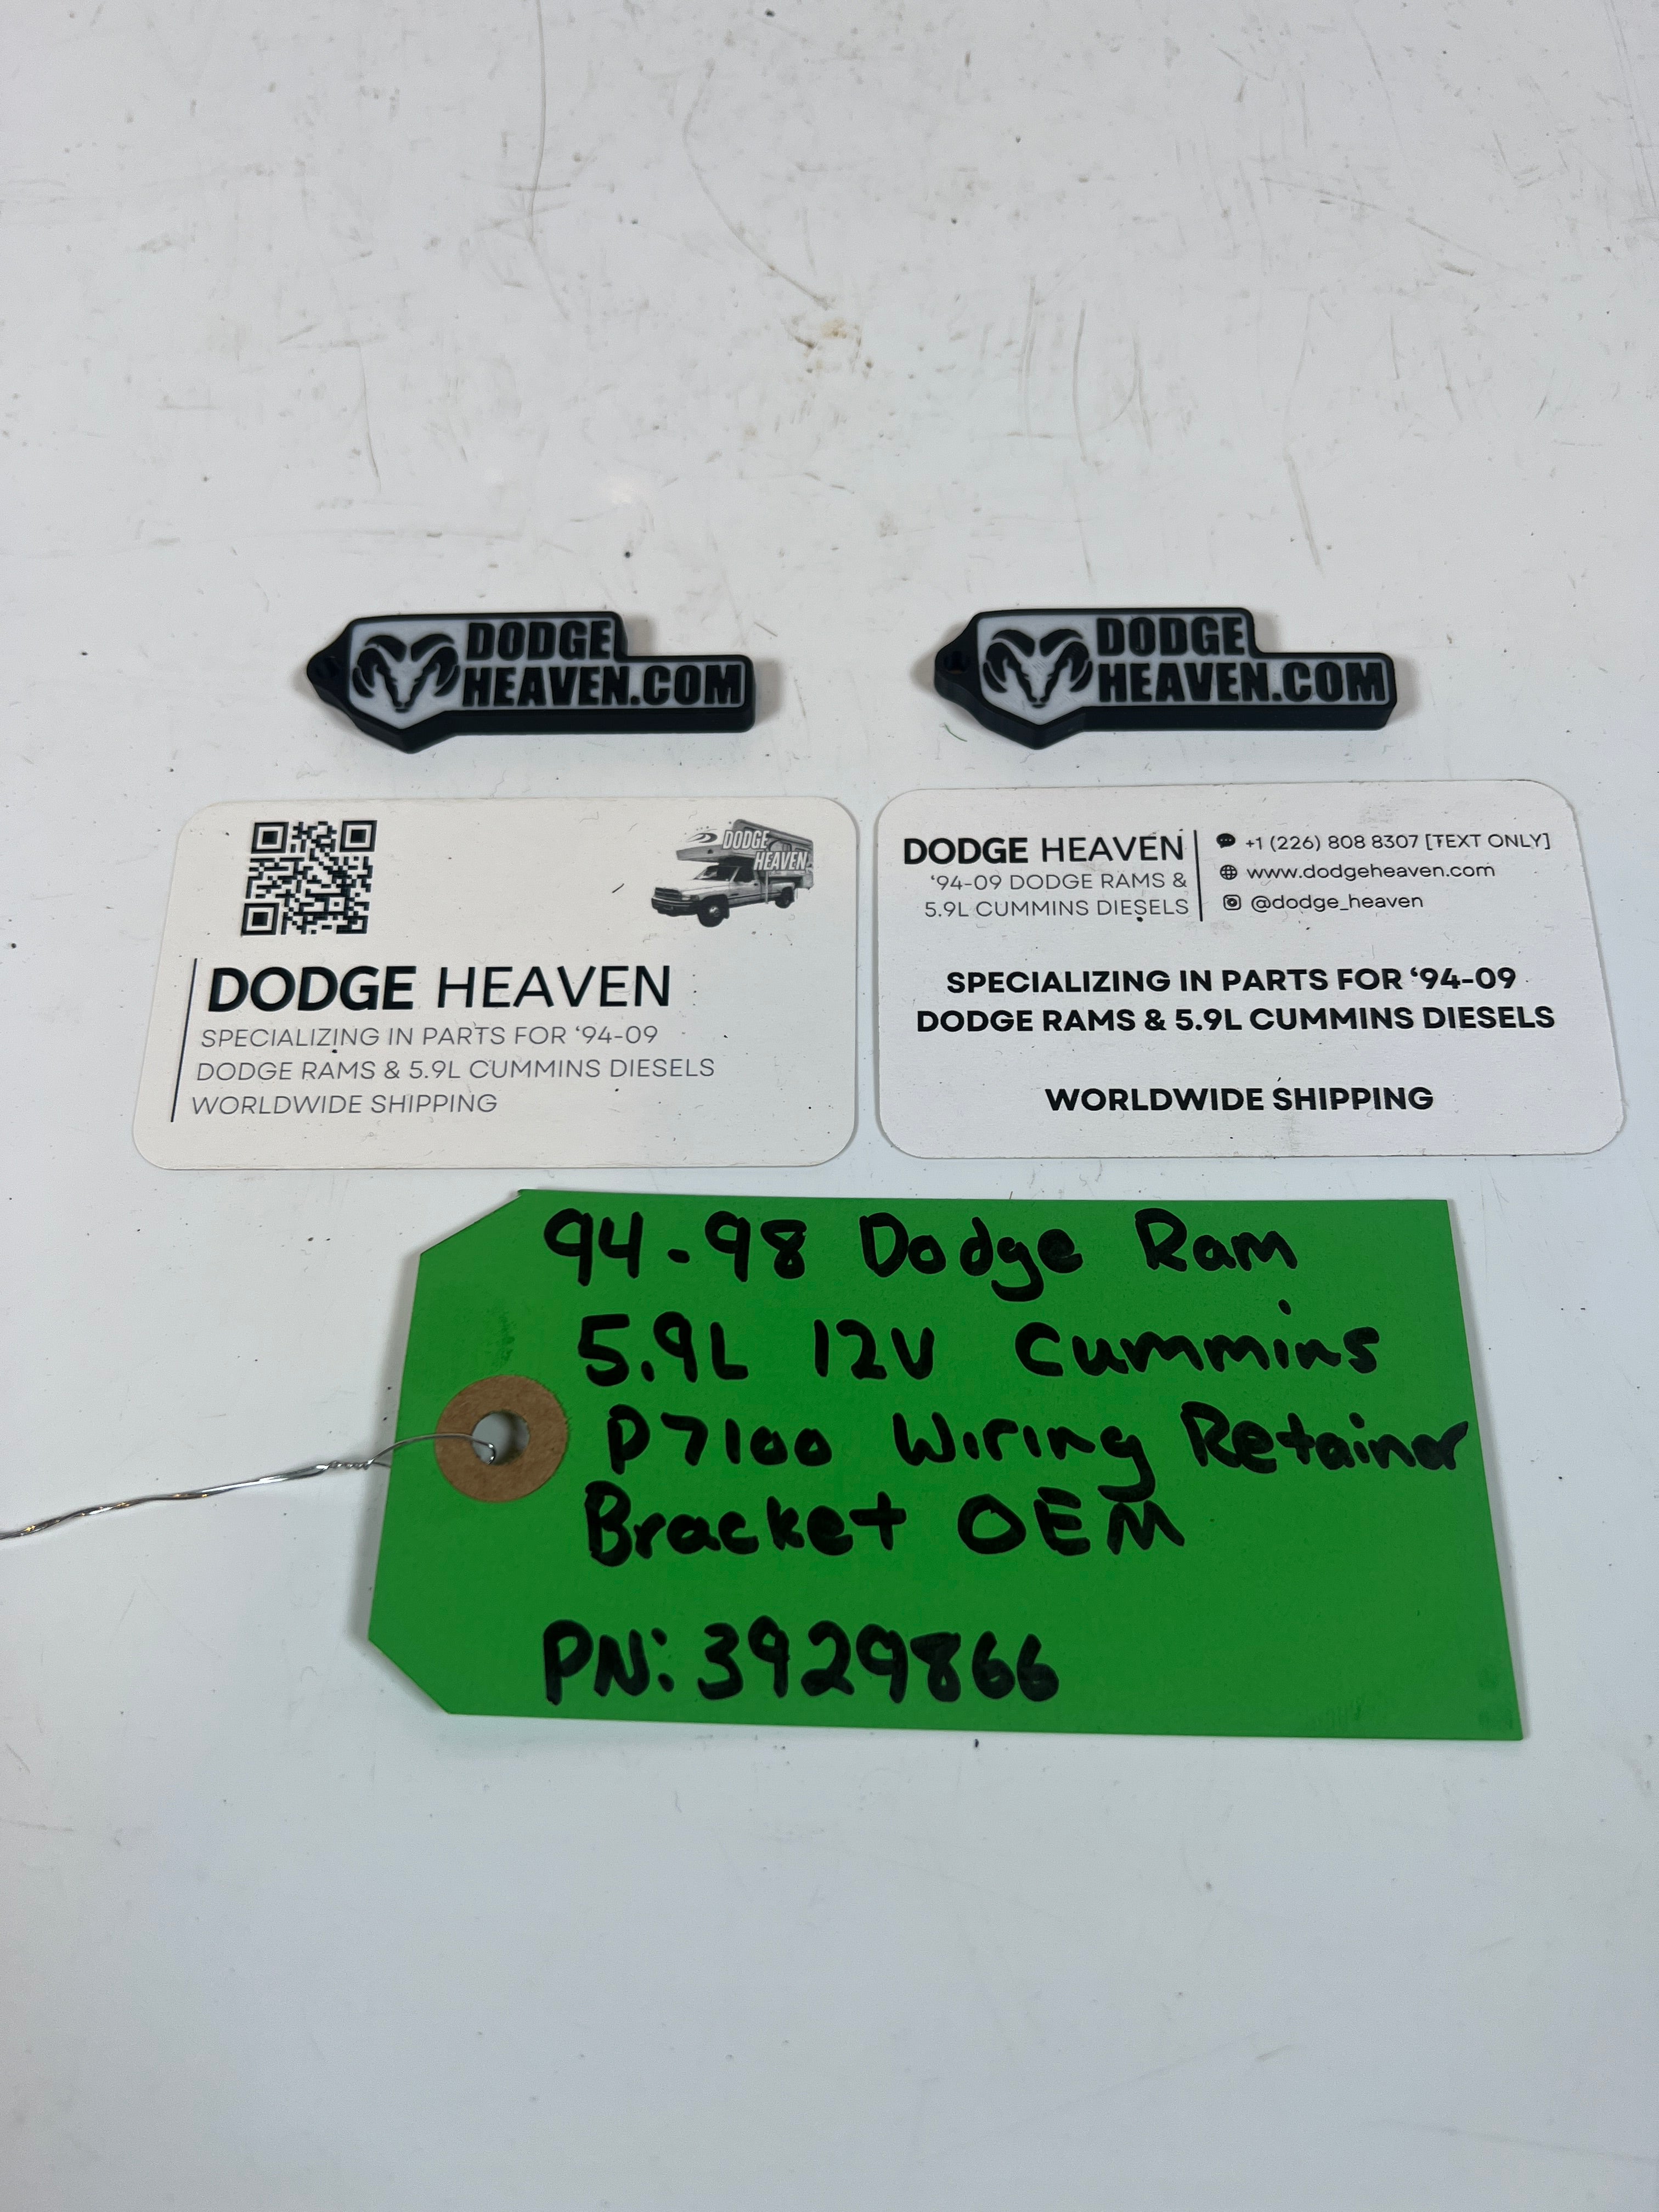 DODGE
HEAVEN.COM
DODGE
HEAVEN.COM
DODGE
HEAVEN
DODGE HEAVEN
SPECIALIZING IN PARTS FOR ‘94-09
DODGE RAMS & 5.9L CUMMINS DIESELS
WORLDWIDE SHIPPING
DODGE HEAVEN
‘94-09 DODGE RAMS &
5.9L CUMMINS DIESELS
+1 (226) 808 8307 [TEXT ONLY]
www.dodgeheaven.com
@dodge_heaven
SPECIALIZING IN PARTS FOR ‘94-09
DODGE RAMS & 5.9L CUMMINS DIESELS
WORLDWIDE SHIPPING
94-98 Dodge Ram
5.9L 12V Cummins
P7100 Wiring Retainer
Bracket OEM
PN: 3929866